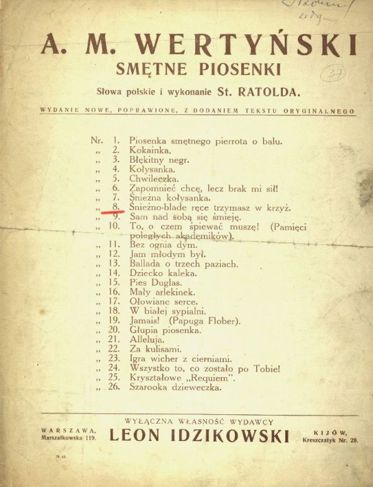 37
A. M. WERTYŃSKI
SMĘTNE PIOSENKI
Słowa polskie i wykonanie St. RATOLDA.
WYDANIE NOWE, POPRAWIONE, Z DODANIEM TEKSTU ORYGINALNEGO
Nr. 1. Piosenka smętnego pierrota o balu.
„ 2. Kokainka.
„ 3. Błękitny negr.
„ 4. Kołysanka.
„ 5. Chwileczka.
„ 6. Zapomnieć chcę, lecz brak mi sił!
„ 7. Śnieżna kołysanka.
„ 8. Śnieżno-blade ręce trzymasz w krzyż.
„ 9. Sam nad sobą się śmieję.
„ 10. To, o czem śpiewać muszę! (Pamięci
poległych akademików).
„ 11. Bez ognia dym.
„ 12. Jam młodym był.
„ 13. Ballada o trzech paziach.
„ 14. Dziecko kaleka.
„ 15. Pies Duglas.
„ 16. Mały arlekinek.
„ 17. Ołowiane serce.
„ 18. W białej sypialni.
„ 19. Jamais! (Papuga Flober).
„ 20. Głupia piosenka.
„ 21. Alleluja.
„ 22. Za kulisami.
„ 23. Igra wicher z cierniami.
„ 24. Wszystko to, co zostało po Tobie!
„ 25. Kryształowe „Requiem".
„ 26. Szarooka dzieweczka.
WYŁĄCZNA WŁASNOŚĆ WYDAWCY
WARSZAWA, Marszałkowska 119.
LEON IDZIKOWSKI
KIJÓW, Kreszczatyk Nr. 28.